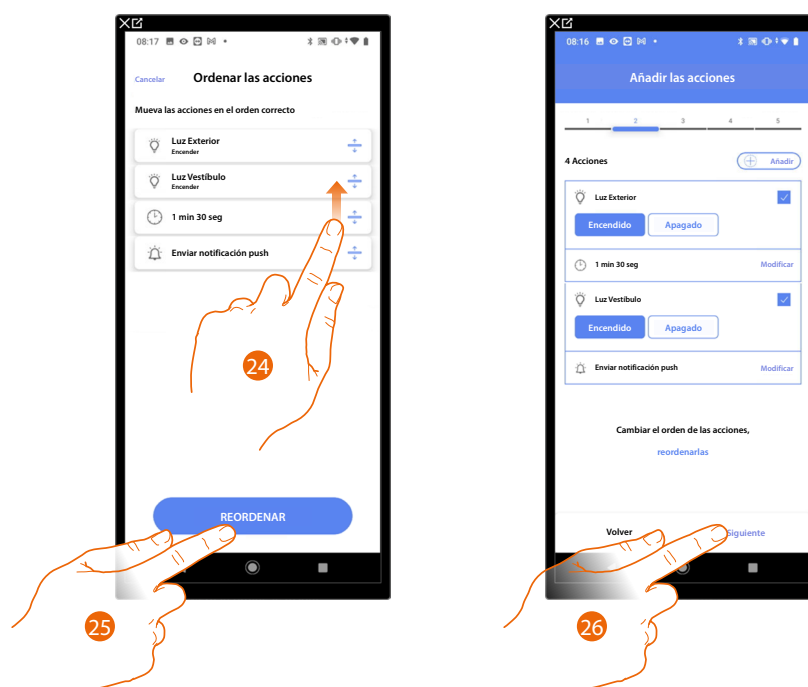 08:17
Cancelar
Ordenar las acciones
Mueva las acciones en el orden correcto
Luz Exterior
Encender
Luz Vestíbulo
Encender
1 min 30 seg
Enviar notificación push
24
REORDENAR
25
08:16
Añadir las acciones
1 2 3 4 5
4 Acciones
Añadir
Luz Exterior
Encendido Apagado
1 min 30 seg Modificar
Luz Vestíbulo
Encendido Apagado
Enviar notificación push Modificar
Cambiar el orden de las acciones,
reordenarlas
Volver Siguiente
26